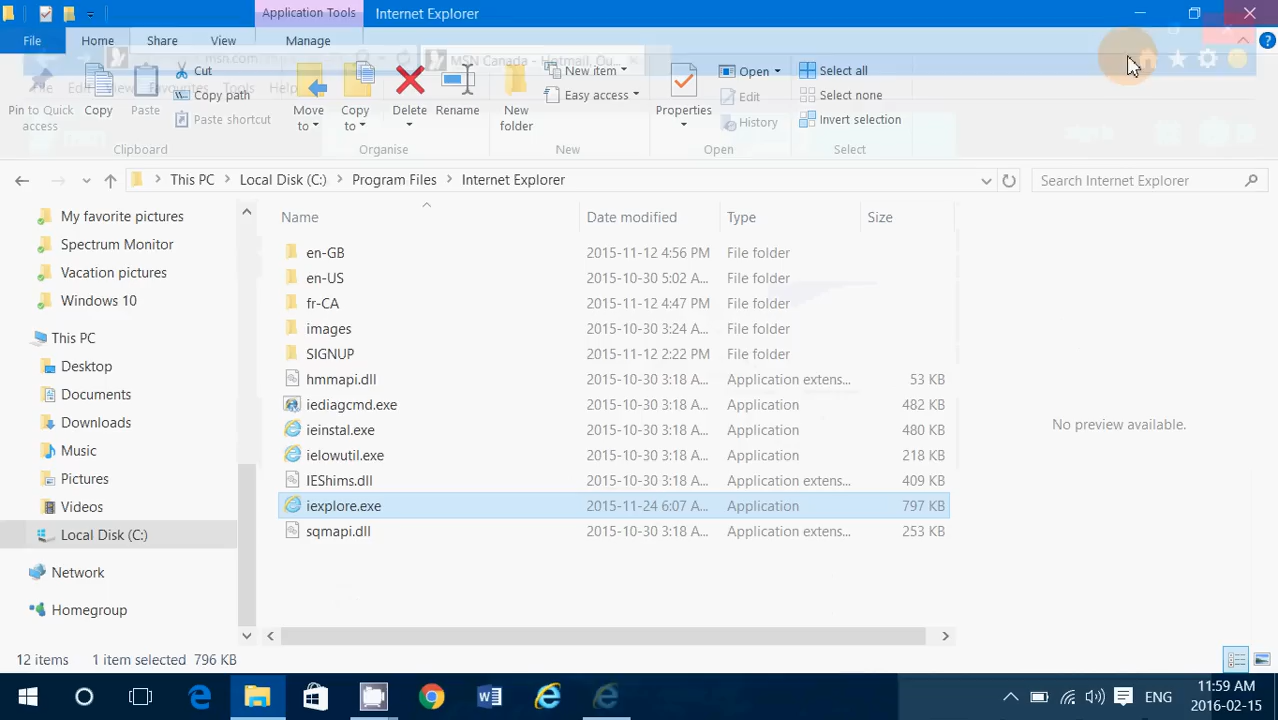 Application Tools Internet Explorer
File Home Share View Manage
msn.com MSN Canada - Hotmail, Ou...
Pin to Quick access
Copy
Paste
Cut
Copy path
Paste shortcut
Clipboard
Move to
Copy to
Delete
Rename
Organise
New folder
New item
Easy access
New
Properties
Open
Edit
History
Open
Select all
Select none
Invert selection
Select
This PC > Local Disk (C:) > Program Files > Internet Explorer
Search Internet Explorer
My favorite pictures
Spectrum Monitor
Vacation pictures
Windows 10
This PC
Desktop
Documents
Downloads
Music
Pictures
Videos
Local Disk (C:)
Network
Homegroup
Name Date modified Type Size
en-GB 2015-11-12 4:56 PM File folder
en-US 2015-10-30 5:02 A... File folder
fr-CA 2015-11-12 4:47 PM File folder
images 2015-10-30 3:24 A... File folder
SIGNUP 2015-11-12 2:22 PM File folder
hmmapi.dll 2015-10-30 3:18 A... Application extens... 53 KB
iediagcmd.exe 2015-10-30 3:18 A... Application 482 KB
ieinstal.exe 2015-10-30 3:18 A... Application 480 KB
ielowutil.exe 2015-10-30 3:18 A... Application 218 KB
IEShims.dll 2015-10-30 3:18 A... Application extens... 409 KB
iexplore.exe 2015-11-24 6:07 A... Application 797 KB
sqmapi.dll 2015-10-30 3:18 A... Application extens... 253 KB
No preview available.
12 items 1 item selected 796 KB
ENG
11:59 AM
2016-02-15